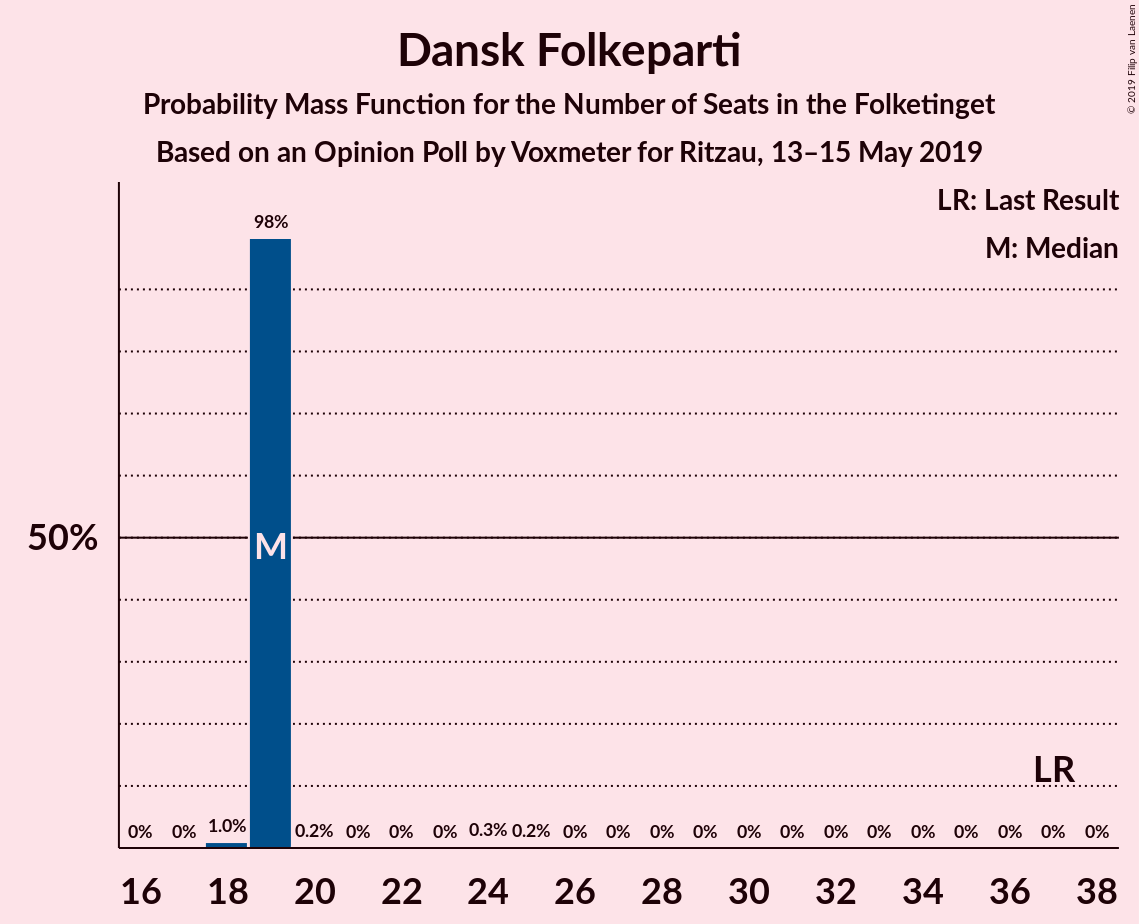 Dansk Folkeparti
Probability Mass Function for the Number of Seats in the Folketinget
Based on an Opinion Poll by Voxmeter for Ritzau, 13–15 May 2019
© 2019 Filip van Laenen
LR: Last Result
M: Median
98%
50%
M
LR
0% 0% 1.0% 0.2% 0% 0% 0% 0.3% 0.2% 0% 0% 0% 0% 0% 0% 0% 0% 0% 0% 0% 0% 0%
16 18 20 22 24 26 28 30 32 34 36 38